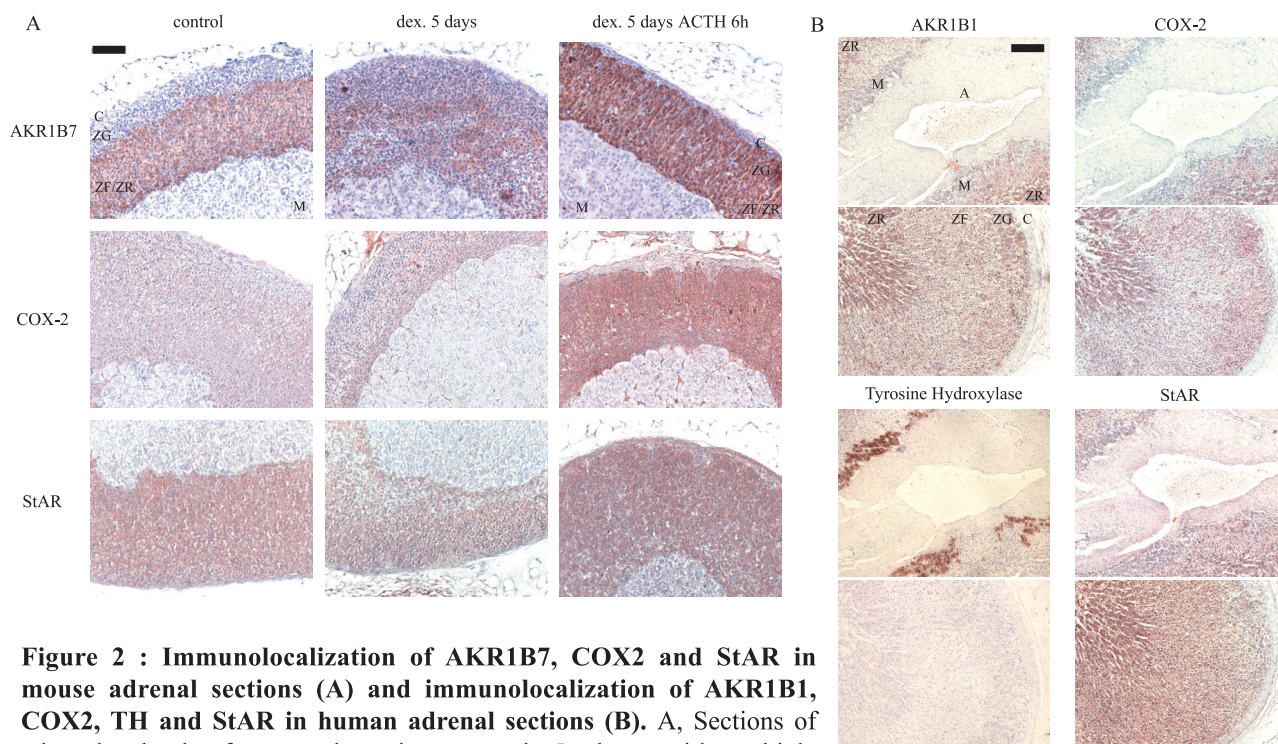 A
control
dex. 5 days
dex. 5 days ACTH 6h
AKR1B7
C
ZG
ZF/ZR
M
M
C
ZG
ZF/ZR
COX-2
StAR
B
AKR1B1
COX-2
ZR
M
A
M
ZR
ZR ZF ZG C
Tyrosine Hydroxylase
StAR
Figure 2 : Immunolocalization of AKR1B7, COX2 and StAR in
mouse adrenal sections (A) and immunolocalization of AKR1B1,
COX2, TH and StAR in human adrenal sections (B). A, Sections of